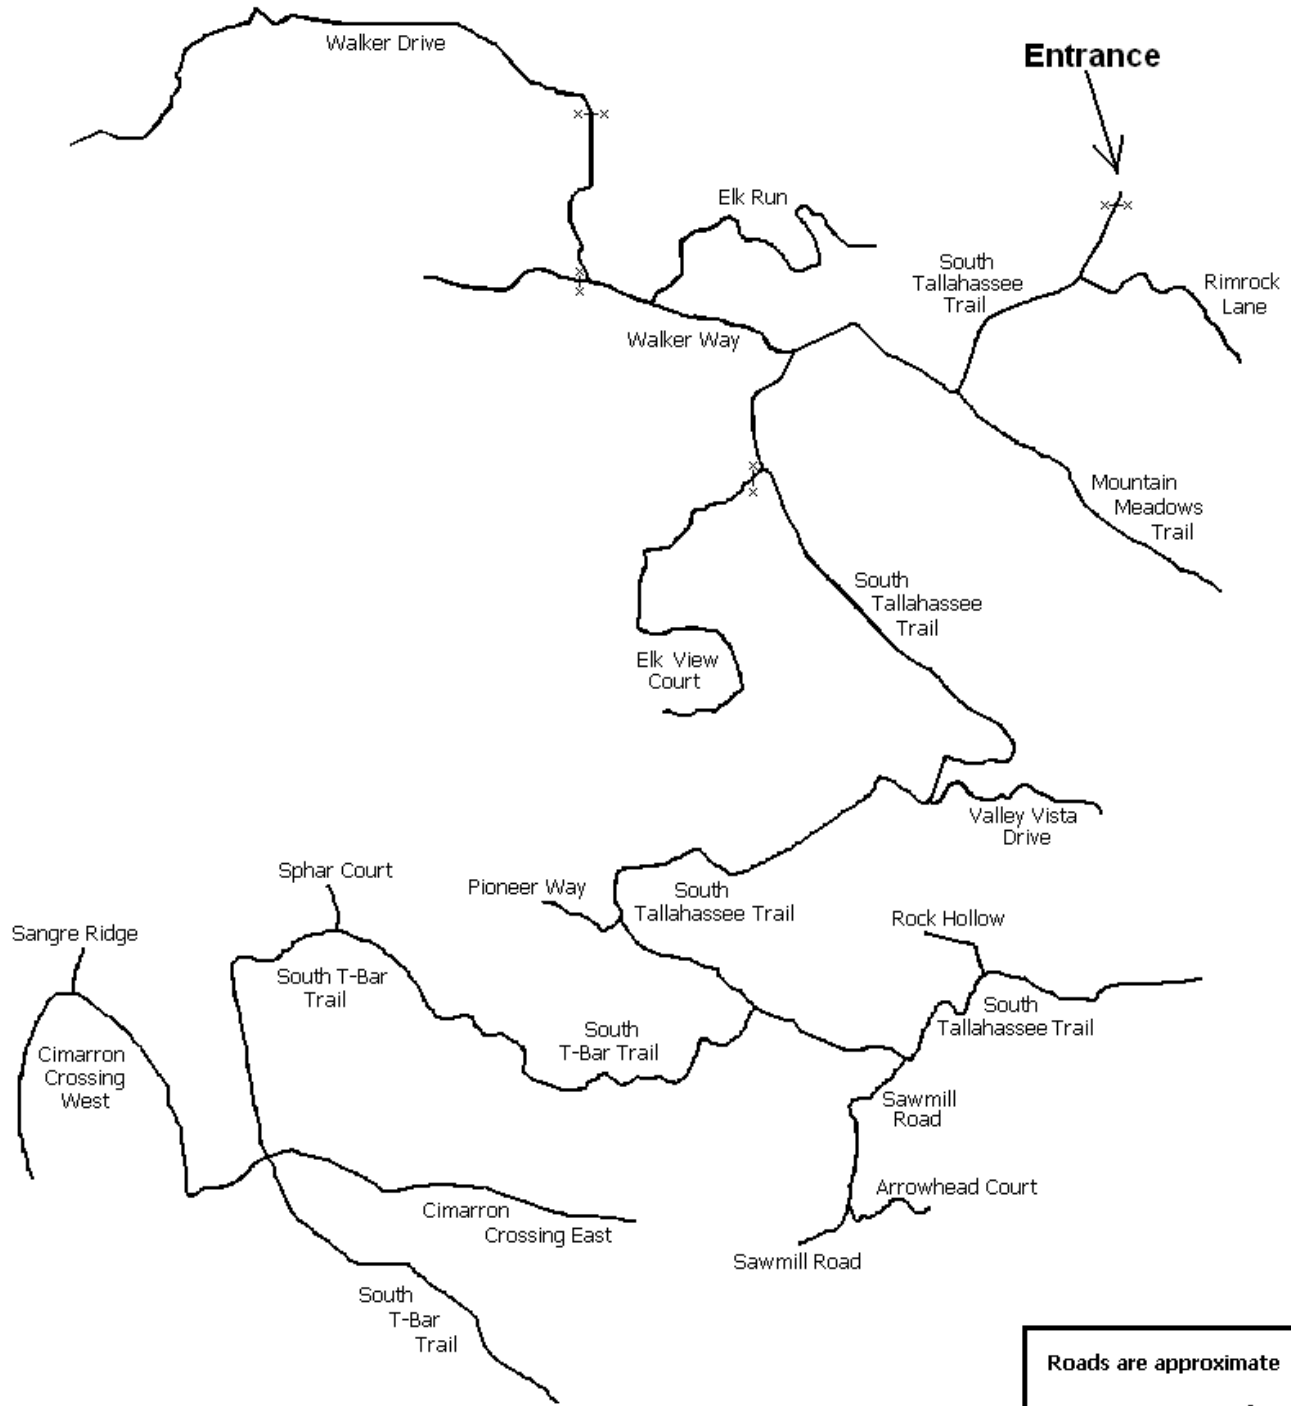 Walker Drive
Entrance
Elk Run
South
Tallahassee
Trail
Rimrock
Lane
Walker Way
Mountain
Meadows
Trail
South
Tallahassee
Trail
Elk View
Court
Valley Vista
Drive
Sphar Court
Pioneer Way
South
Tallahassee Trail
Rock Hollow
Sangre Ridge
South T-Bar
Trail
South
Tallahassee Trail
South
T-Bar Trail
Cimarron
Crossing
West
Sawmill
Road
Arrowhead Court
Cimarron
Crossing East
Sawmill Road
South
T-Bar
Trail
Roads are approximate